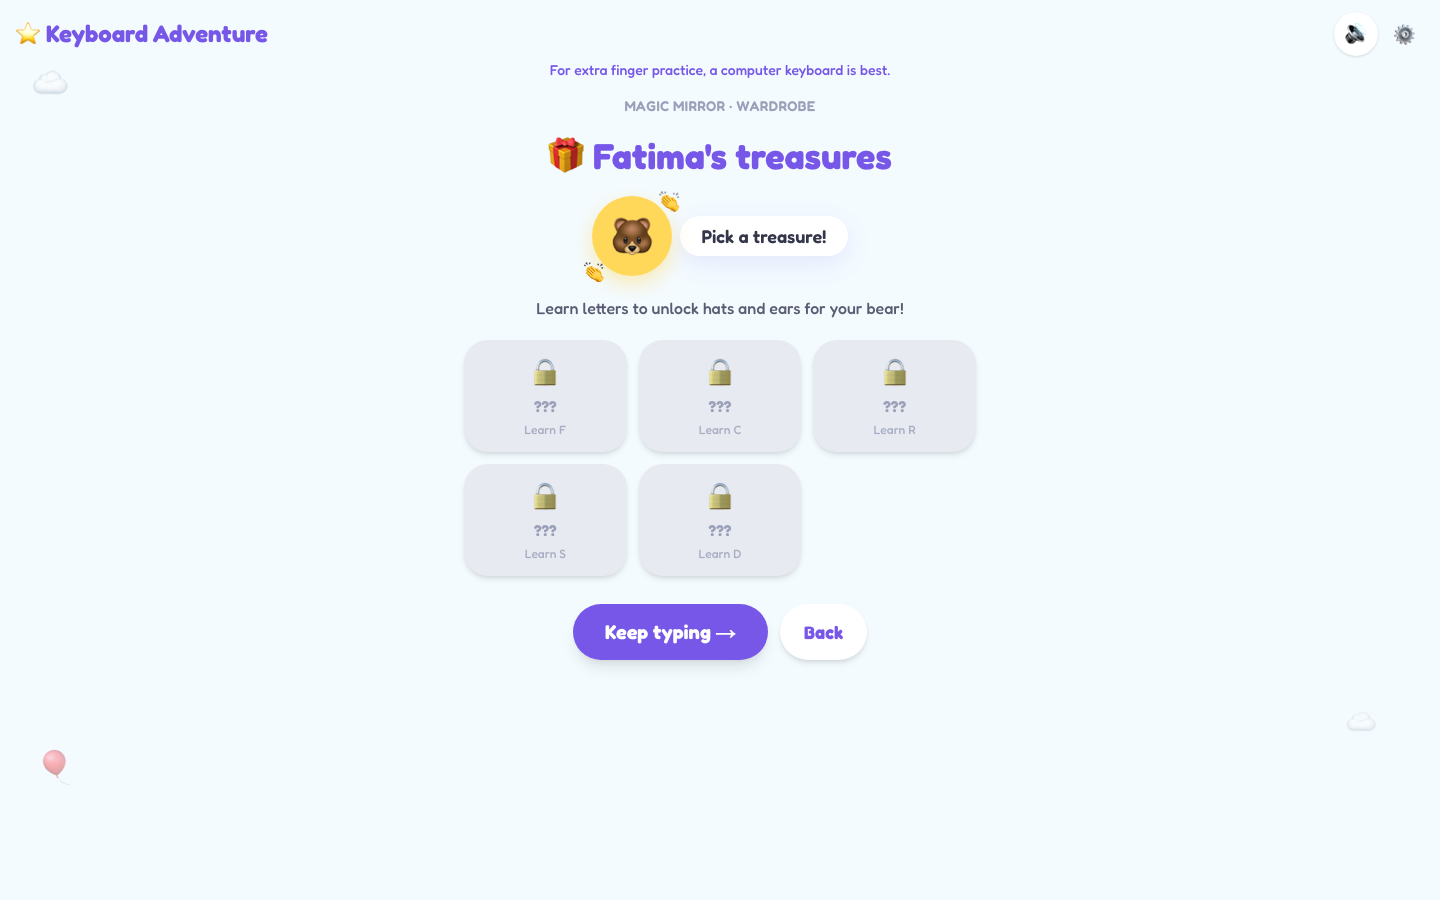 Keyboard Adventure
For extra finger practice, a computer keyboard is best.
MAGIC MIRROR · WARDROBE
Fatima's treasures
Pick a treasure!
Learn letters to unlock hats and ears for your bear!
???
Learn F
???
Learn C
???
Learn R
???
Learn S
???
Learn D
Keep typing →
Back